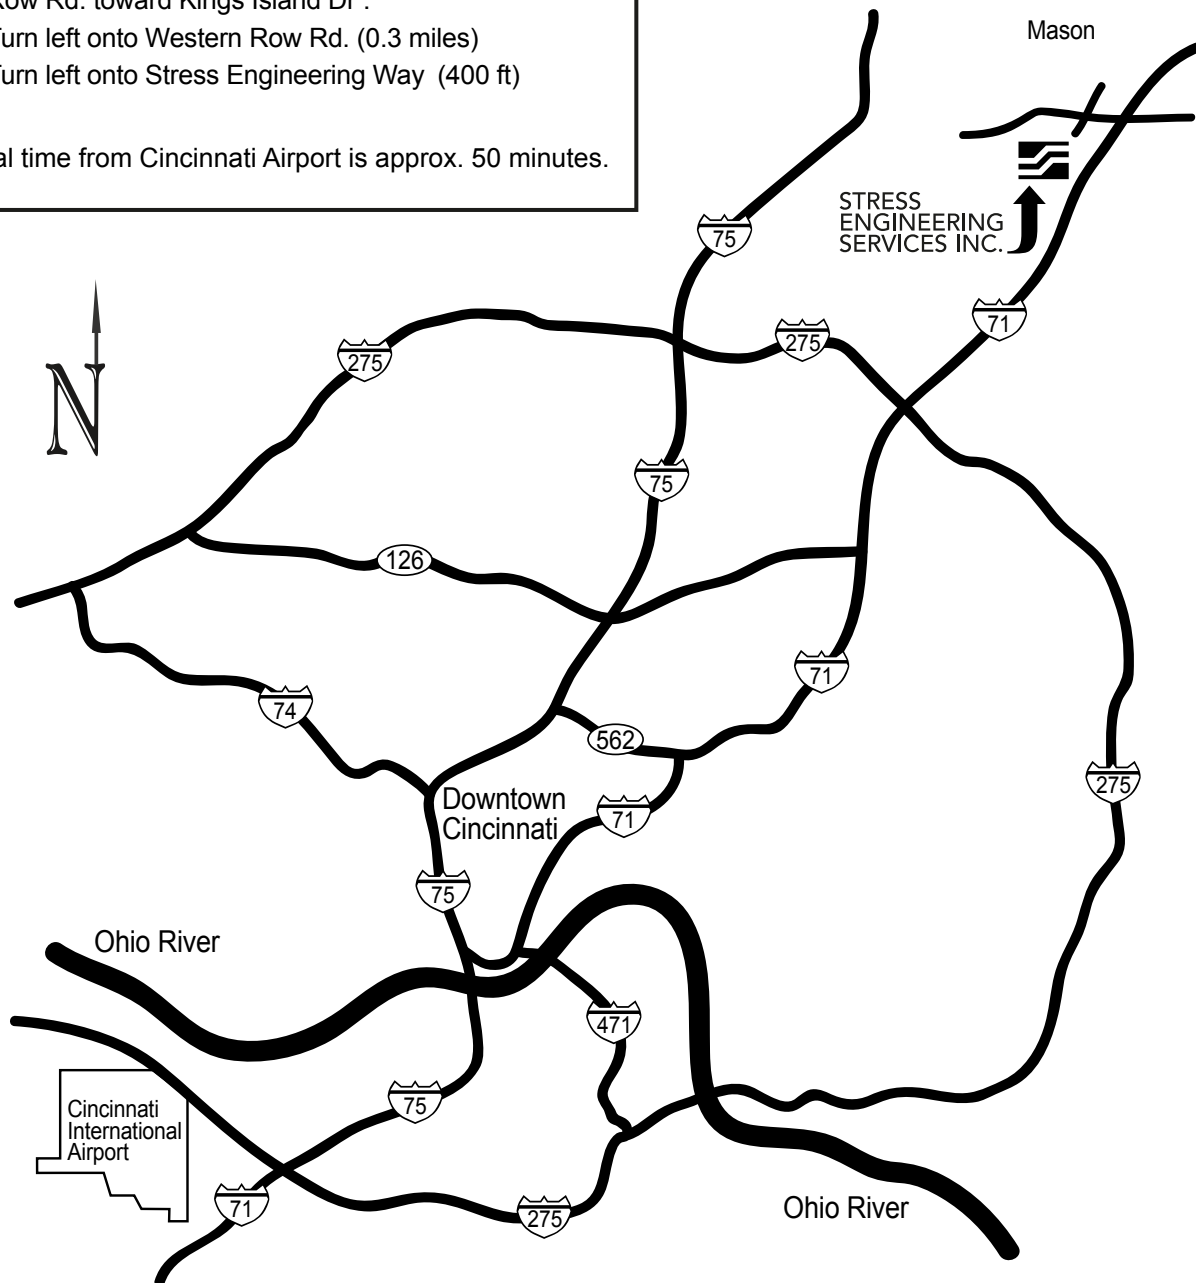 Row Rd. toward Kings Island Dr .
Turn left onto Western Row Rd. (0.3 miles)
Turn left onto Stress Engineering Way (400 ft)
al time from Cincinnati Airport is approx. 50 minutes.
Mason
STRESS
ENGINEERING
SERVICES INC.
75
71
275
275
N
75
126
71
74
562
275
Downtown
Cincinnati
71
75
Ohio River
471
75
Cincinnati
International
Airport
71
275
Ohio River